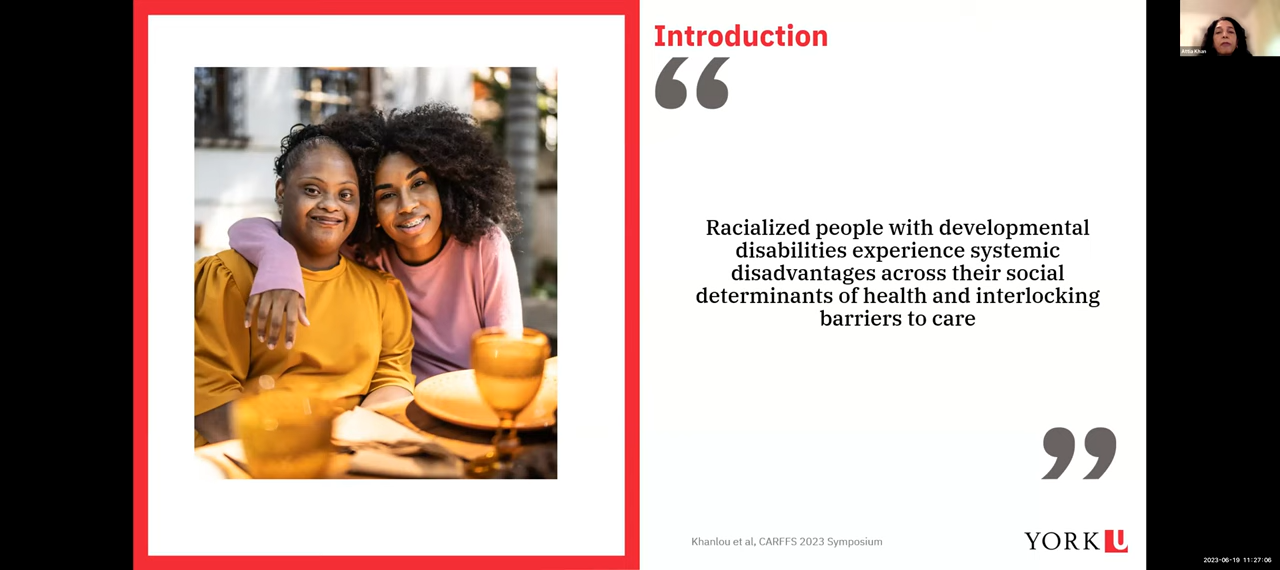 Introduction
“
Racialized people with developmental
disabilities experience systemic
disadvantages across their social
determinants of health and interlocking
barriers to care
”
Khanlou et al, CARFFS 2023 Symposium
YORK U
Attia Khan
2023-06-19 11:27:06